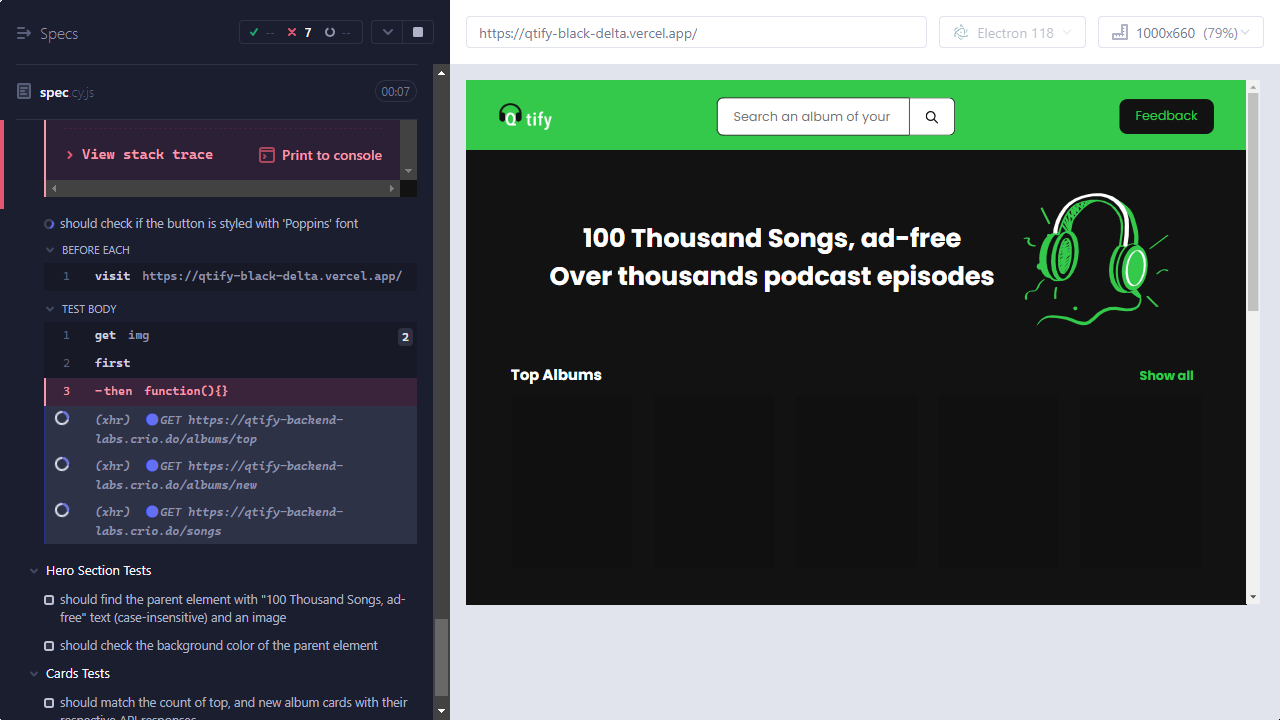 Specs
--
7
--
spec.cy.js
00:07
View stack trace
Print to console
should check if the button is styled with 'Poppins' font
BEFORE EACH
1 visit https://qtify-black-delta.vercel.app/
TEST BODY
1 get img 2
2 first
3 -then function(){}
(xhr) GET https://qtify-backend-
labs.crio.do/albums/top
(xhr) GET https://qtify-backend-
labs.crio.do/albums/new
(xhr) GET https://qtify-backend-
labs.crio.do/songs
Hero Section Tests
should find the parent element with "100 Thousand Songs, ad-
free" text (case-insensitive) and an image
should check the background color of the parent element
Cards Tests
should match the count of top, and new album cards with their
respective API responses
https://qtify-black-delta.vercel.app/
Electron 118
1000x660 (79%)
Qtify
Search an album of your
Feedback
100 Thousand Songs, ad-free
Over thousands podcast episodes
Top Albums
Show all